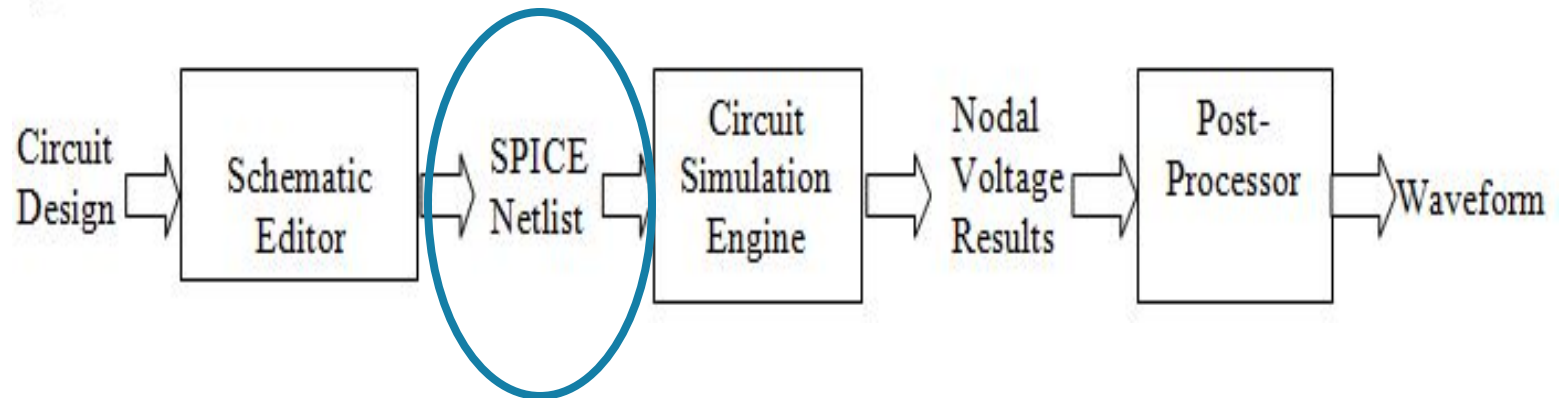 Circuit
Design
Schematic
Editor
SPICE
Netlist
Circuit
Simulation
Engine
Nodal
Voltage
Results
Post-
Processor
Waveform